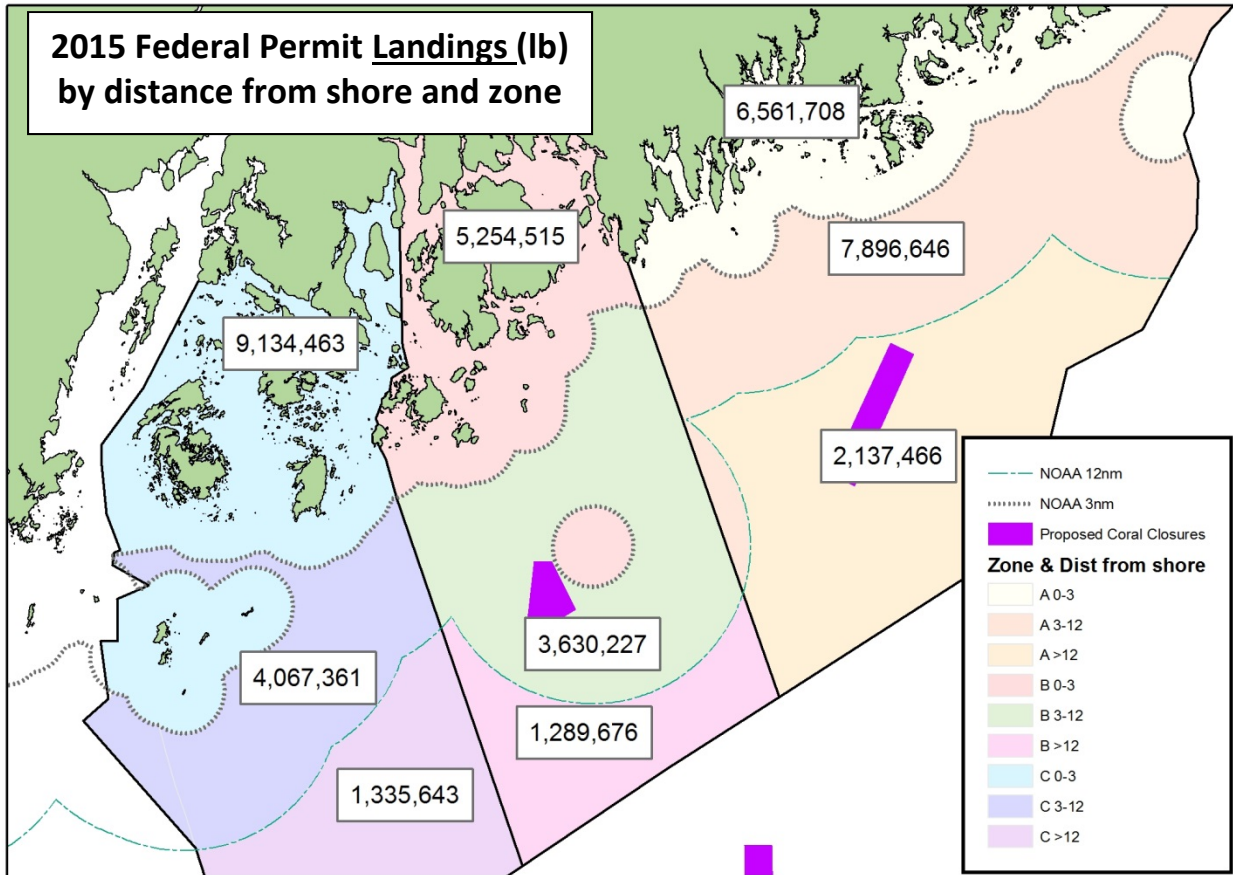 2015 Federal Permit Landings (lb)
by distance from shore and zone
6,561,708
5,254,515
7,896,646
9,134,463
2,137,466
3,630,227
4,067,361
1,289,676
1,335,643
NOAA 12nm
NOAA 3nm
Proposed Coral Closures
Zone & Dist from shore
A 0-3
A 3-12
A >12
B 0-3
B 3-12
B >12
C 0-3
C 3-12
C >12